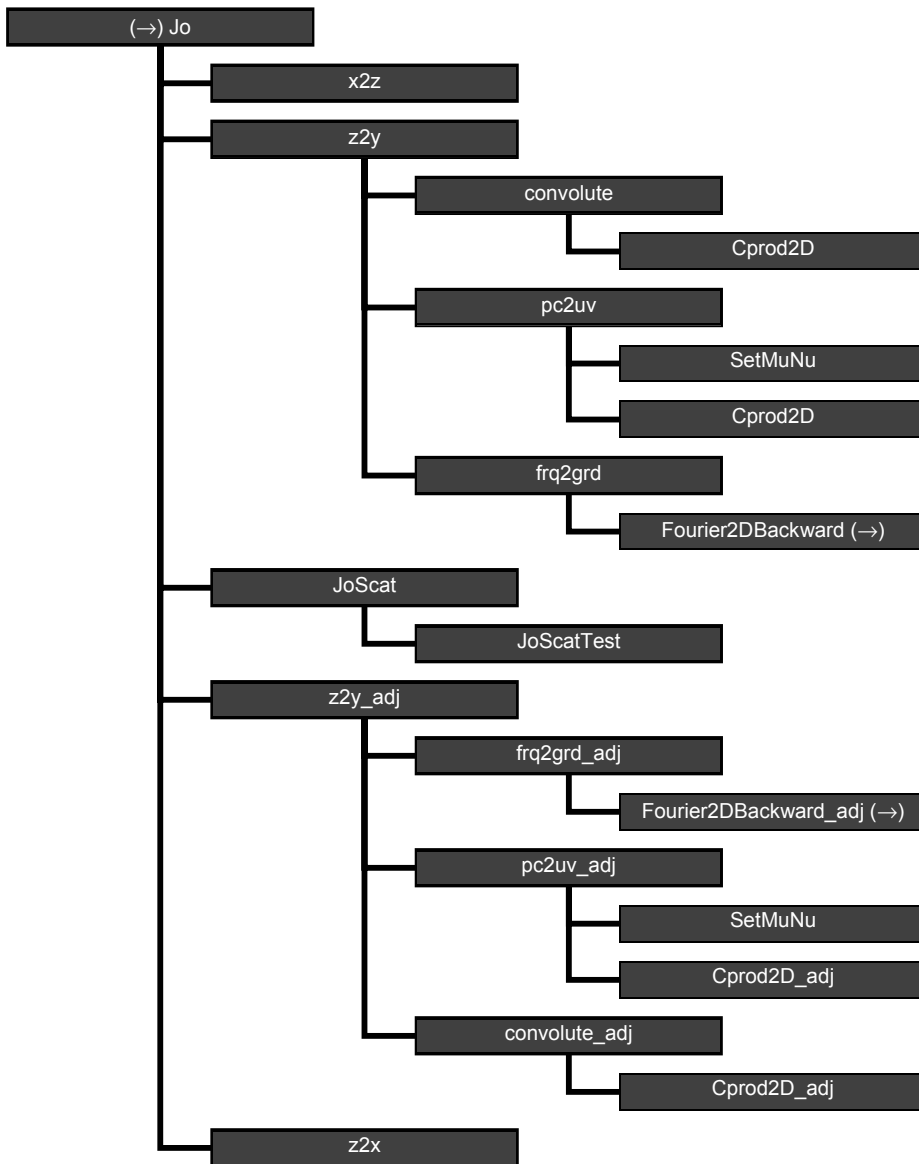 (→) Jo
x2z
z2y
convolute
Cprod2D
pc2uv
SetMuNu
Cprod2D
frq2grd
Fourier2DBackward (→)
JoScat
JoScatTest
z2y_adj
frq2grd_adj
Fourier2DBackward_adj (→)
pc2uv_adj
SetMuNu
Cprod2D_adj
convolute_adj
Cprod2D_adj
z2x